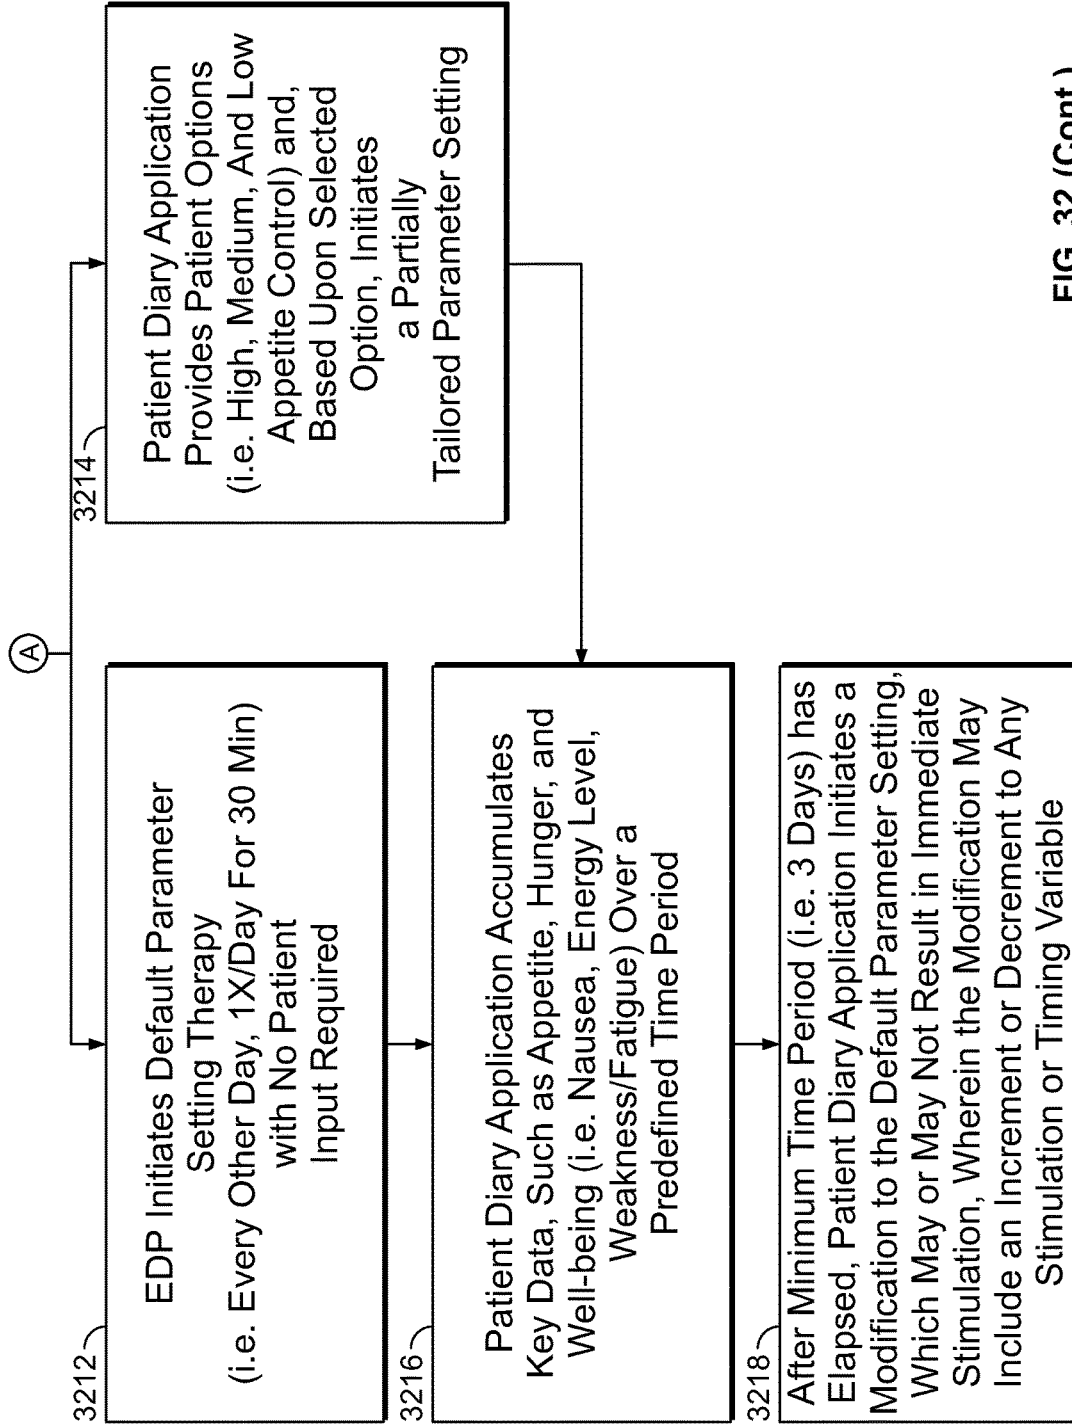 A
3212
EDP Initiates Default Parameter
Setting Therapy
(i.e. Every Other Day, 1X/Day For 30 Min)
with No Patient
Input Required
3214
Patient Diary Application
Provides Patient Options
(i.e. High, Medium, And Low
Appetite Control) and,
Based Upon Selected
Option, Initiates
a Partially
Tailored Parameter Setting
3216
Patient Diary Application Accumulates
Key Data, Such as Appetite, Hunger, and
Well-being (i.e. Nausea, Energy Level,
Weakness/Fatigue) Over a
Predefined Time Period
3218
After Minimum Time Period (i.e. 3 Days) has
Elapsed, Patient Diary Application Initiates a
Modification to the Default Parameter Setting,
Which May or May Not Result in Immediate
Stimulation, Wherein the Modification May
Include an Increment or Decrement to Any
Stimulation or Timing Variable
FIG. 32 (Cont.)